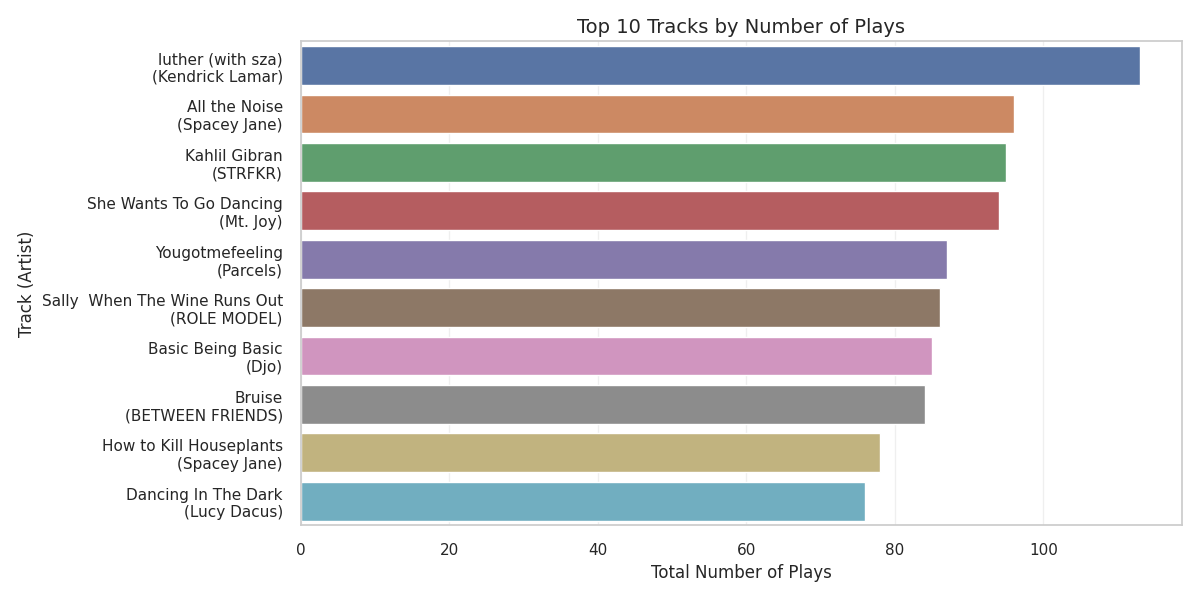 Top 10 Tracks by Number of Plays
luther (with sza)
(Kendrick Lamar)
All the Noise
(Spacey Jane)
Kahlil Gibran
(STRFKR)
She Wants To Go Dancing
(Mt. Joy)
Yougotmefeeling
(Parcels)
Sally  When The Wine Runs Out
(ROLE MODEL)
Basic Being Basic
(Djo)
Bruise
(BETWEEN FRIENDS)
How to Kill Houseplants
(Spacey Jane)
Dancing In The Dark
(Lucy Dacus)
Track (Artist)
0 20 40 60 80 100
Total Number of Plays